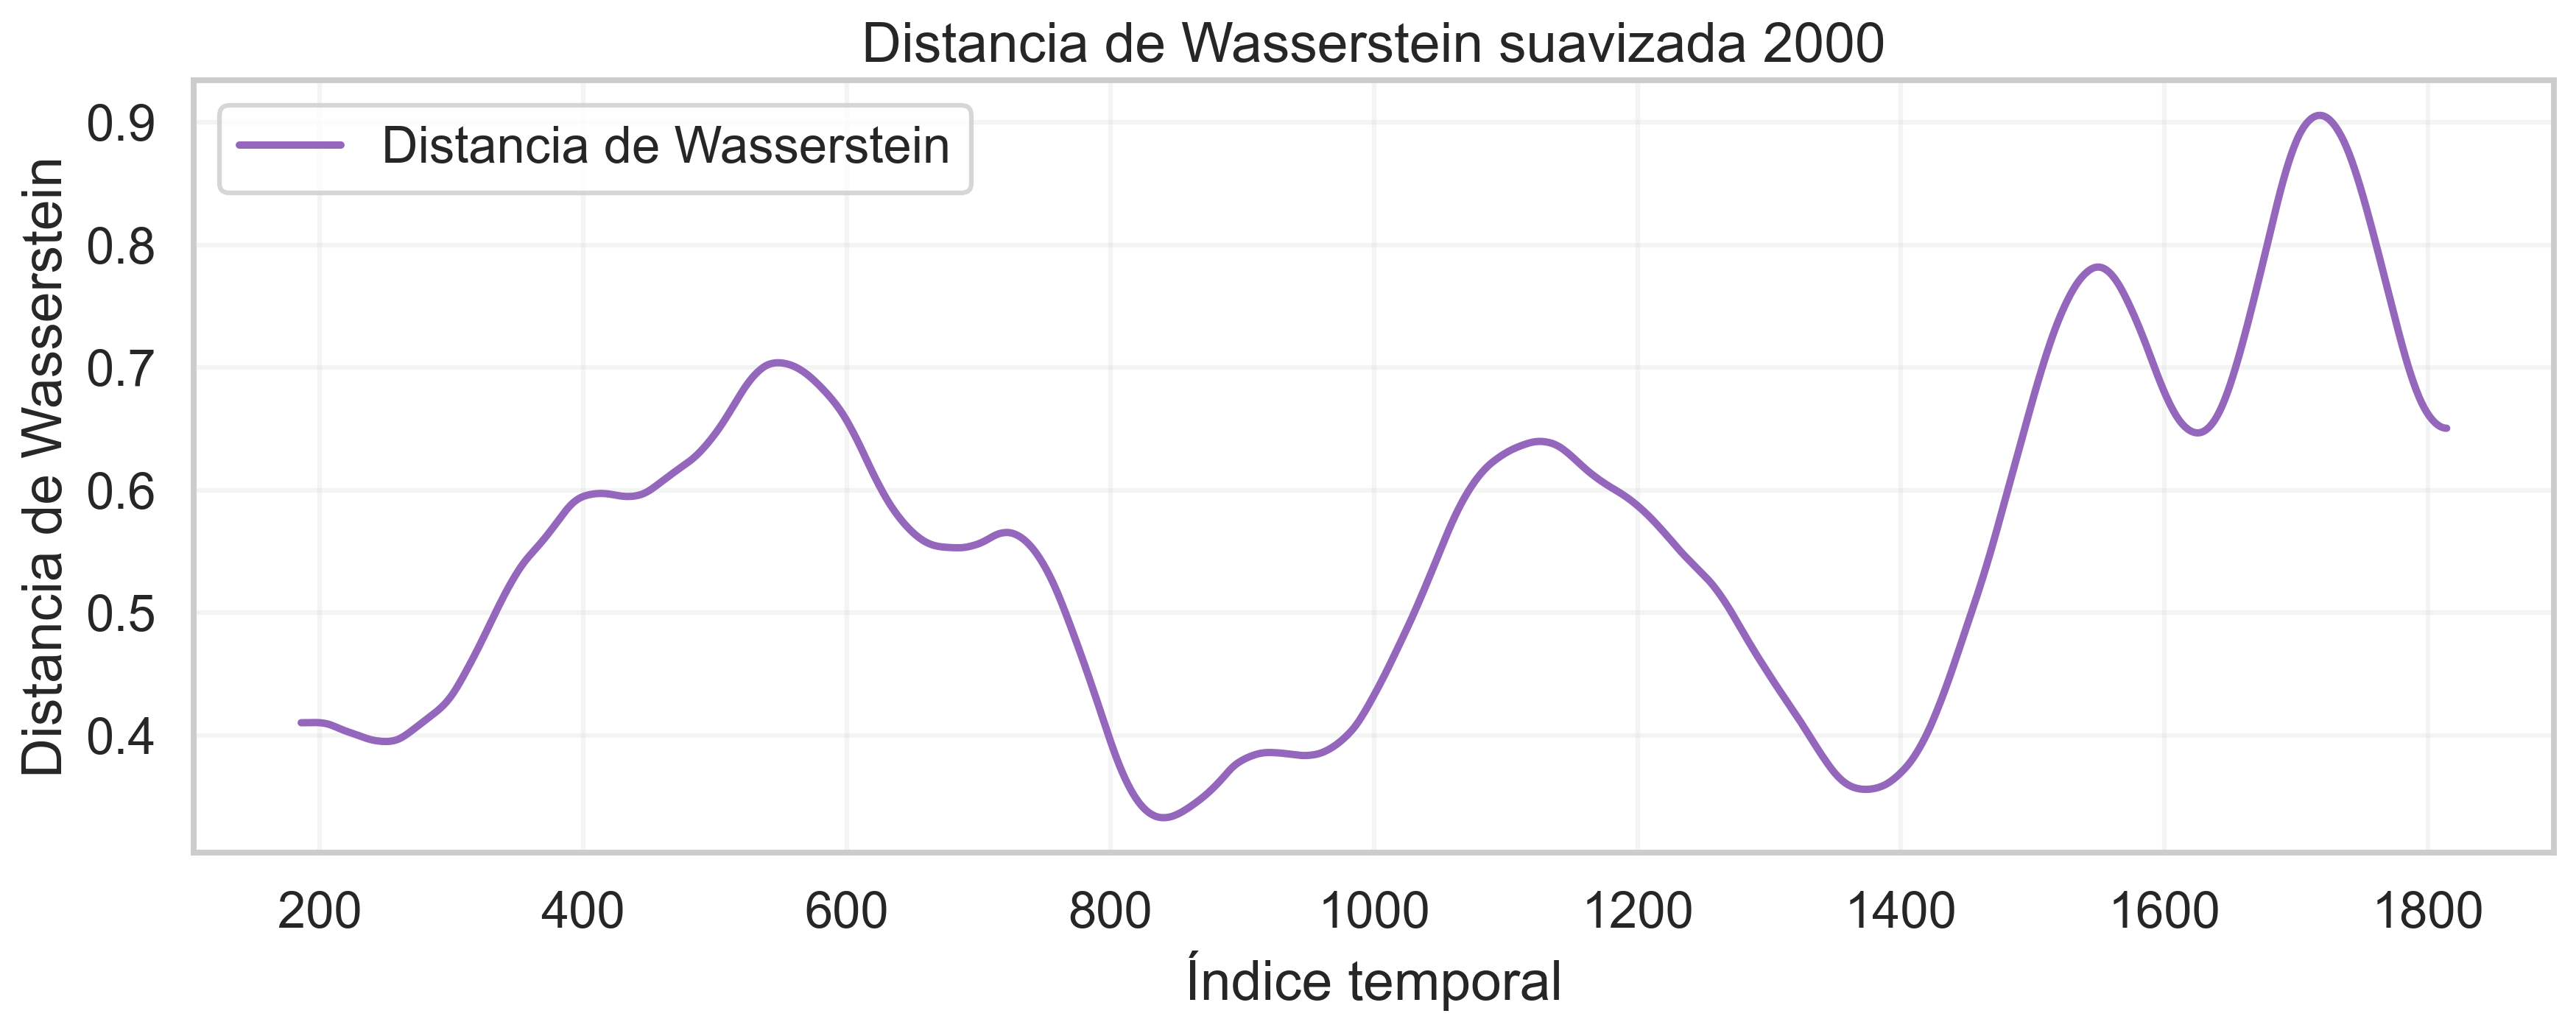 Distancia de Wasserstein suavizada 2000
Distancia de Wasserstein
Distancia de Wasserstein
0.9
0.8
0.7
0.6
0.5
0.4
200 400 600 800 1000 1200 1400 1600 1800
Índice temporal